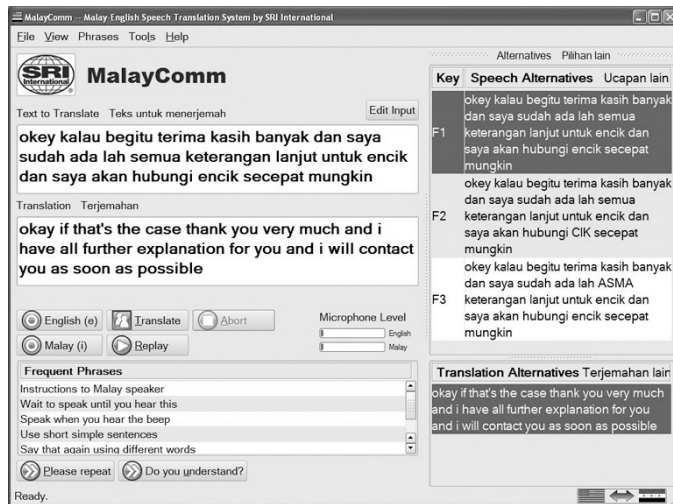 MalayComm -- Malay-English Speech Translation System by SRI International
File View Phrases Tools Help
SRI
International
MalayComm
Text to Translate Teks untuk menerjemah
Edit Input
okey kalau begitu terima kasih banyak dan saya
sudah ada lah semua keterangan lanjut untuk encik
dan saya akan hubungi encik secepat mungkin
Translation Terjemahan
okay if that's the case thank you very much and i
have all further explanation for you and i will contact
you as soon as possible
English (e) Translate Abort
Malay (i) Replay
Microphone Level
English
Malay
Frequent Phrases
Instructions to Malay speaker
Wait to speak until you hear this
Speak when you hear the beep
Use short simple sentences
Say that again using different words
Please repeat Do you understand?
Ready.
Alternatives Pilihan lain
Key Speech Alternatives Ucapan lain
okey kalau begitu terima kasih banyak
dan saya sudah ada lah semua
F1 keterangan lanjut untuk encik dan
saya akan hubungi encik secepat
mungkin
okey kalau begitu terima kasih banyak
dan saya sudah ada lah semua
F2 keterangan lanjut untuk encik dan
saya akan hubungi CIK secepat
mungkin
okey kalau begitu terima kasih banyak
dan saya sudah ada lah ASMA
F3 keterangan lanjut untuk encik dan
saya akan hubungi encik secepat
mungkin
Translation Alternatives Terjemahan lain
okay if that's the case thank you very much
and i have all further explanation for you
and i will contact you as soon as possible